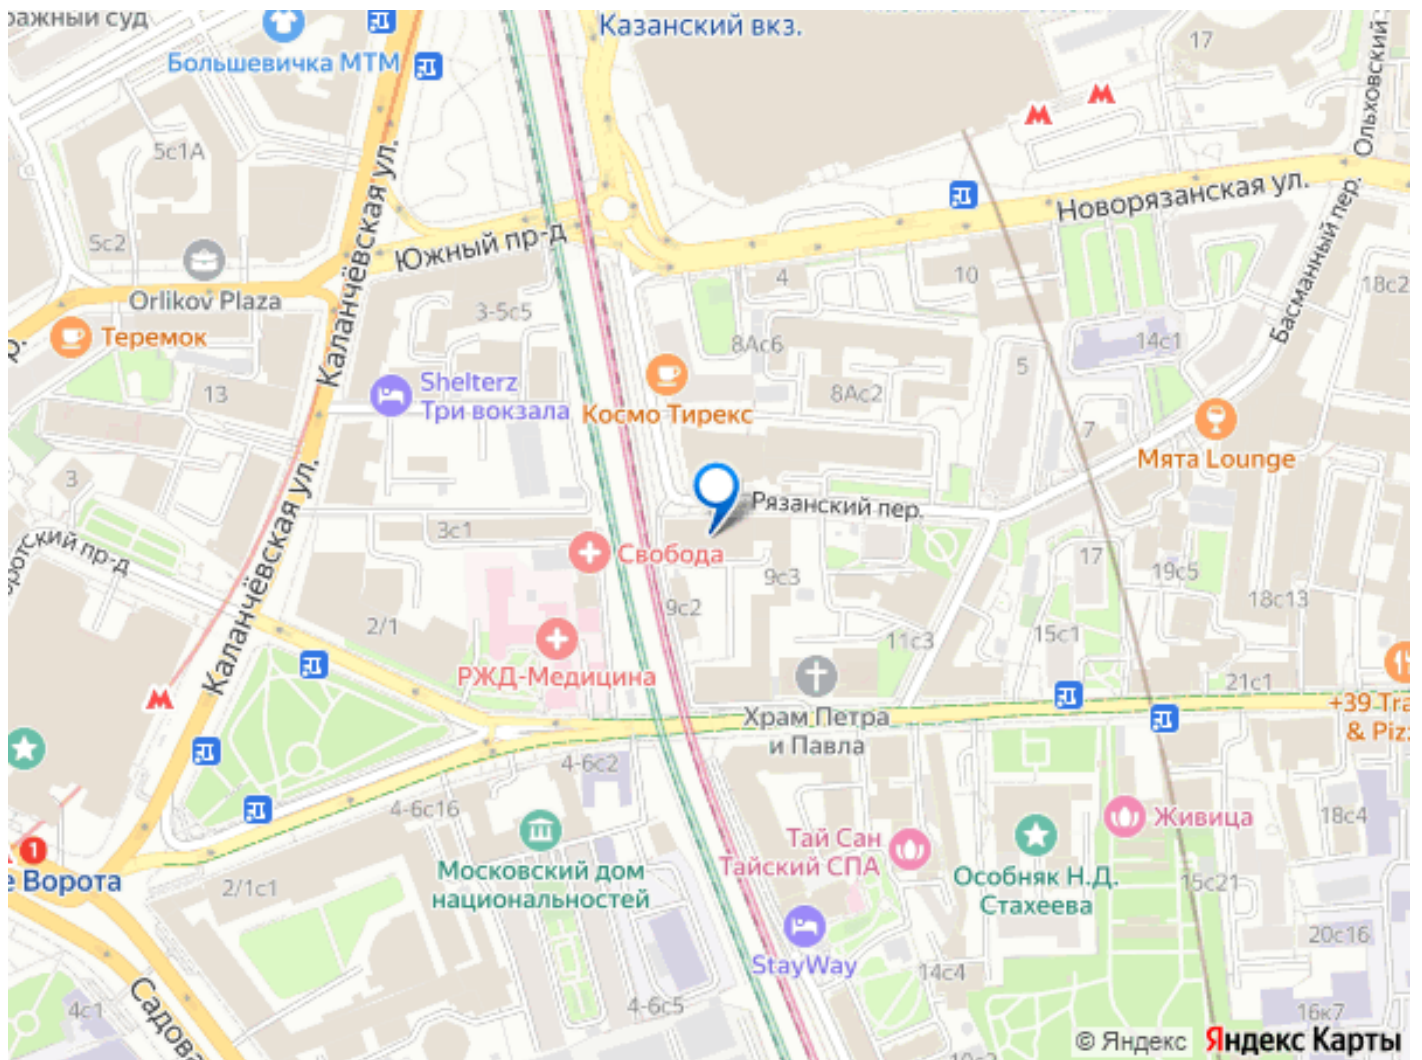 ражный суд
Большевичка МТМ
Казанский вкз.
17
Ольховский
5с1А
Каланчёвская ул.
Новорязанская ул.
Басманный пер.
5с2
Южный пр-д
Orlikov Plaza
3-5с5
4
10
18с2
р.
Теремок
8Ас6
14с1
13
Shelterz
Три вокзала
Космо Тирекс
8Ас2
5
7
Мята Lounge
3
Каланчёвская ул.
Рязанский пер.
3с1
Свобода
9с3
17
19с5
9с2
18с13
2/1
11с3
15с1
РЖД-Медицина
21с1
Храм Петра
и Павла
+39 Tra
& Piz
4-6с2
4-6с16
Живица
18с4
1
е Ворота
Московский дом
национальностей
Тай Сан
Тайский СПА
Особняк Н.Д.
Стахеева
2/1с1
15с21
20с16
StayWay
14с4
4с1
Садова
4-6с5
16к7
© Яндекс Яндекс Карты